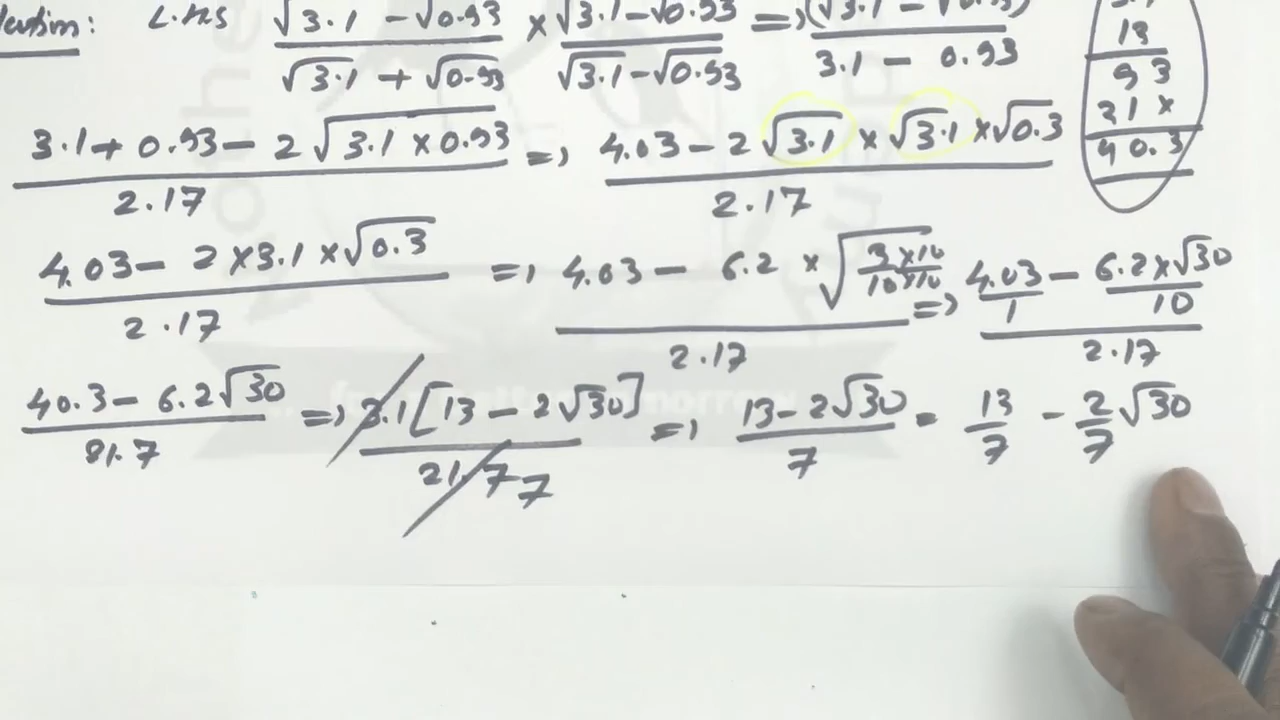 L.HS √3.1 - √0.93 / √3.1 + √0.93 × √3.1 - √0.93 / √3.1 - √0.93 =) (√3.1 - √0.93) / 3.1 - 0.93
13
93
31 ×
40.3
3.1 + 0.93 - 2√3.1 × 0.93 / 2.17 =) 4.03 - 2√3.1 × √3.1 × √0.3 / 2.17
4.03 - 2 × 3.1 × √0.3 / 2.17 =) 4.03 - 6.2 × √3×10/10×10 / 2.17 =) 4.03/1 - 6.2 × √30/10 / 2.17
40.3 - 6.2√30 / 21.7 =) 3.1[13 - 2√30] / 21.7 7 =) 13 - 2√30 / 7 = 13/7 - 2/7 √30